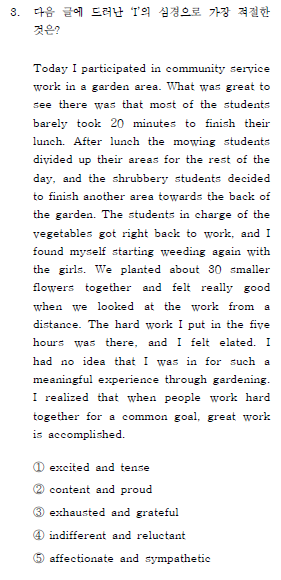 3. 다음 글에 드러난 'I'의 심경으로 가장 적절한
것은?
Today I participated in community service
work in a garden area. What was great to
see there was that most of the students
barely took 20 minutes to finish their
lunch. After lunch the mowing students
divided up their areas for the rest of the
day, and the shrubbery students decided
to finish another area towards the back of
the garden. The students in charge of the
vegetables got right back to work, and I
found myself starting weeding again with
the girls. We planted about 30 smaller
flowers together and felt really good
when we looked at the work from a
distance. The hard work I put in the five
hours was there, and I felt elated. I
had no idea that I was in for such a
meaningful experience through gardening.
I realized that when people work hard
together for a common goal, great work
is accomplished.
① excited and tense
② content and proud
③ exhausted and grateful
④ indifferent and reluctant
⑤ affectionate and sympathetic